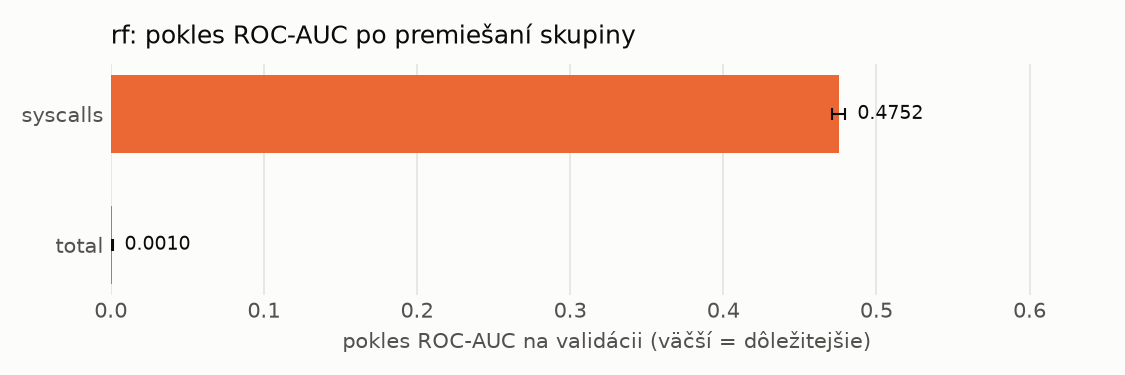 rf: pokles ROC-AUC po premiešaní skupiny
syscalls
0.4752
total
0.0010
0.0 0.1 0.2 0.3 0.4 0.5 0.6
pokles ROC-AUC na validácii (väčší = dôležitejšie)